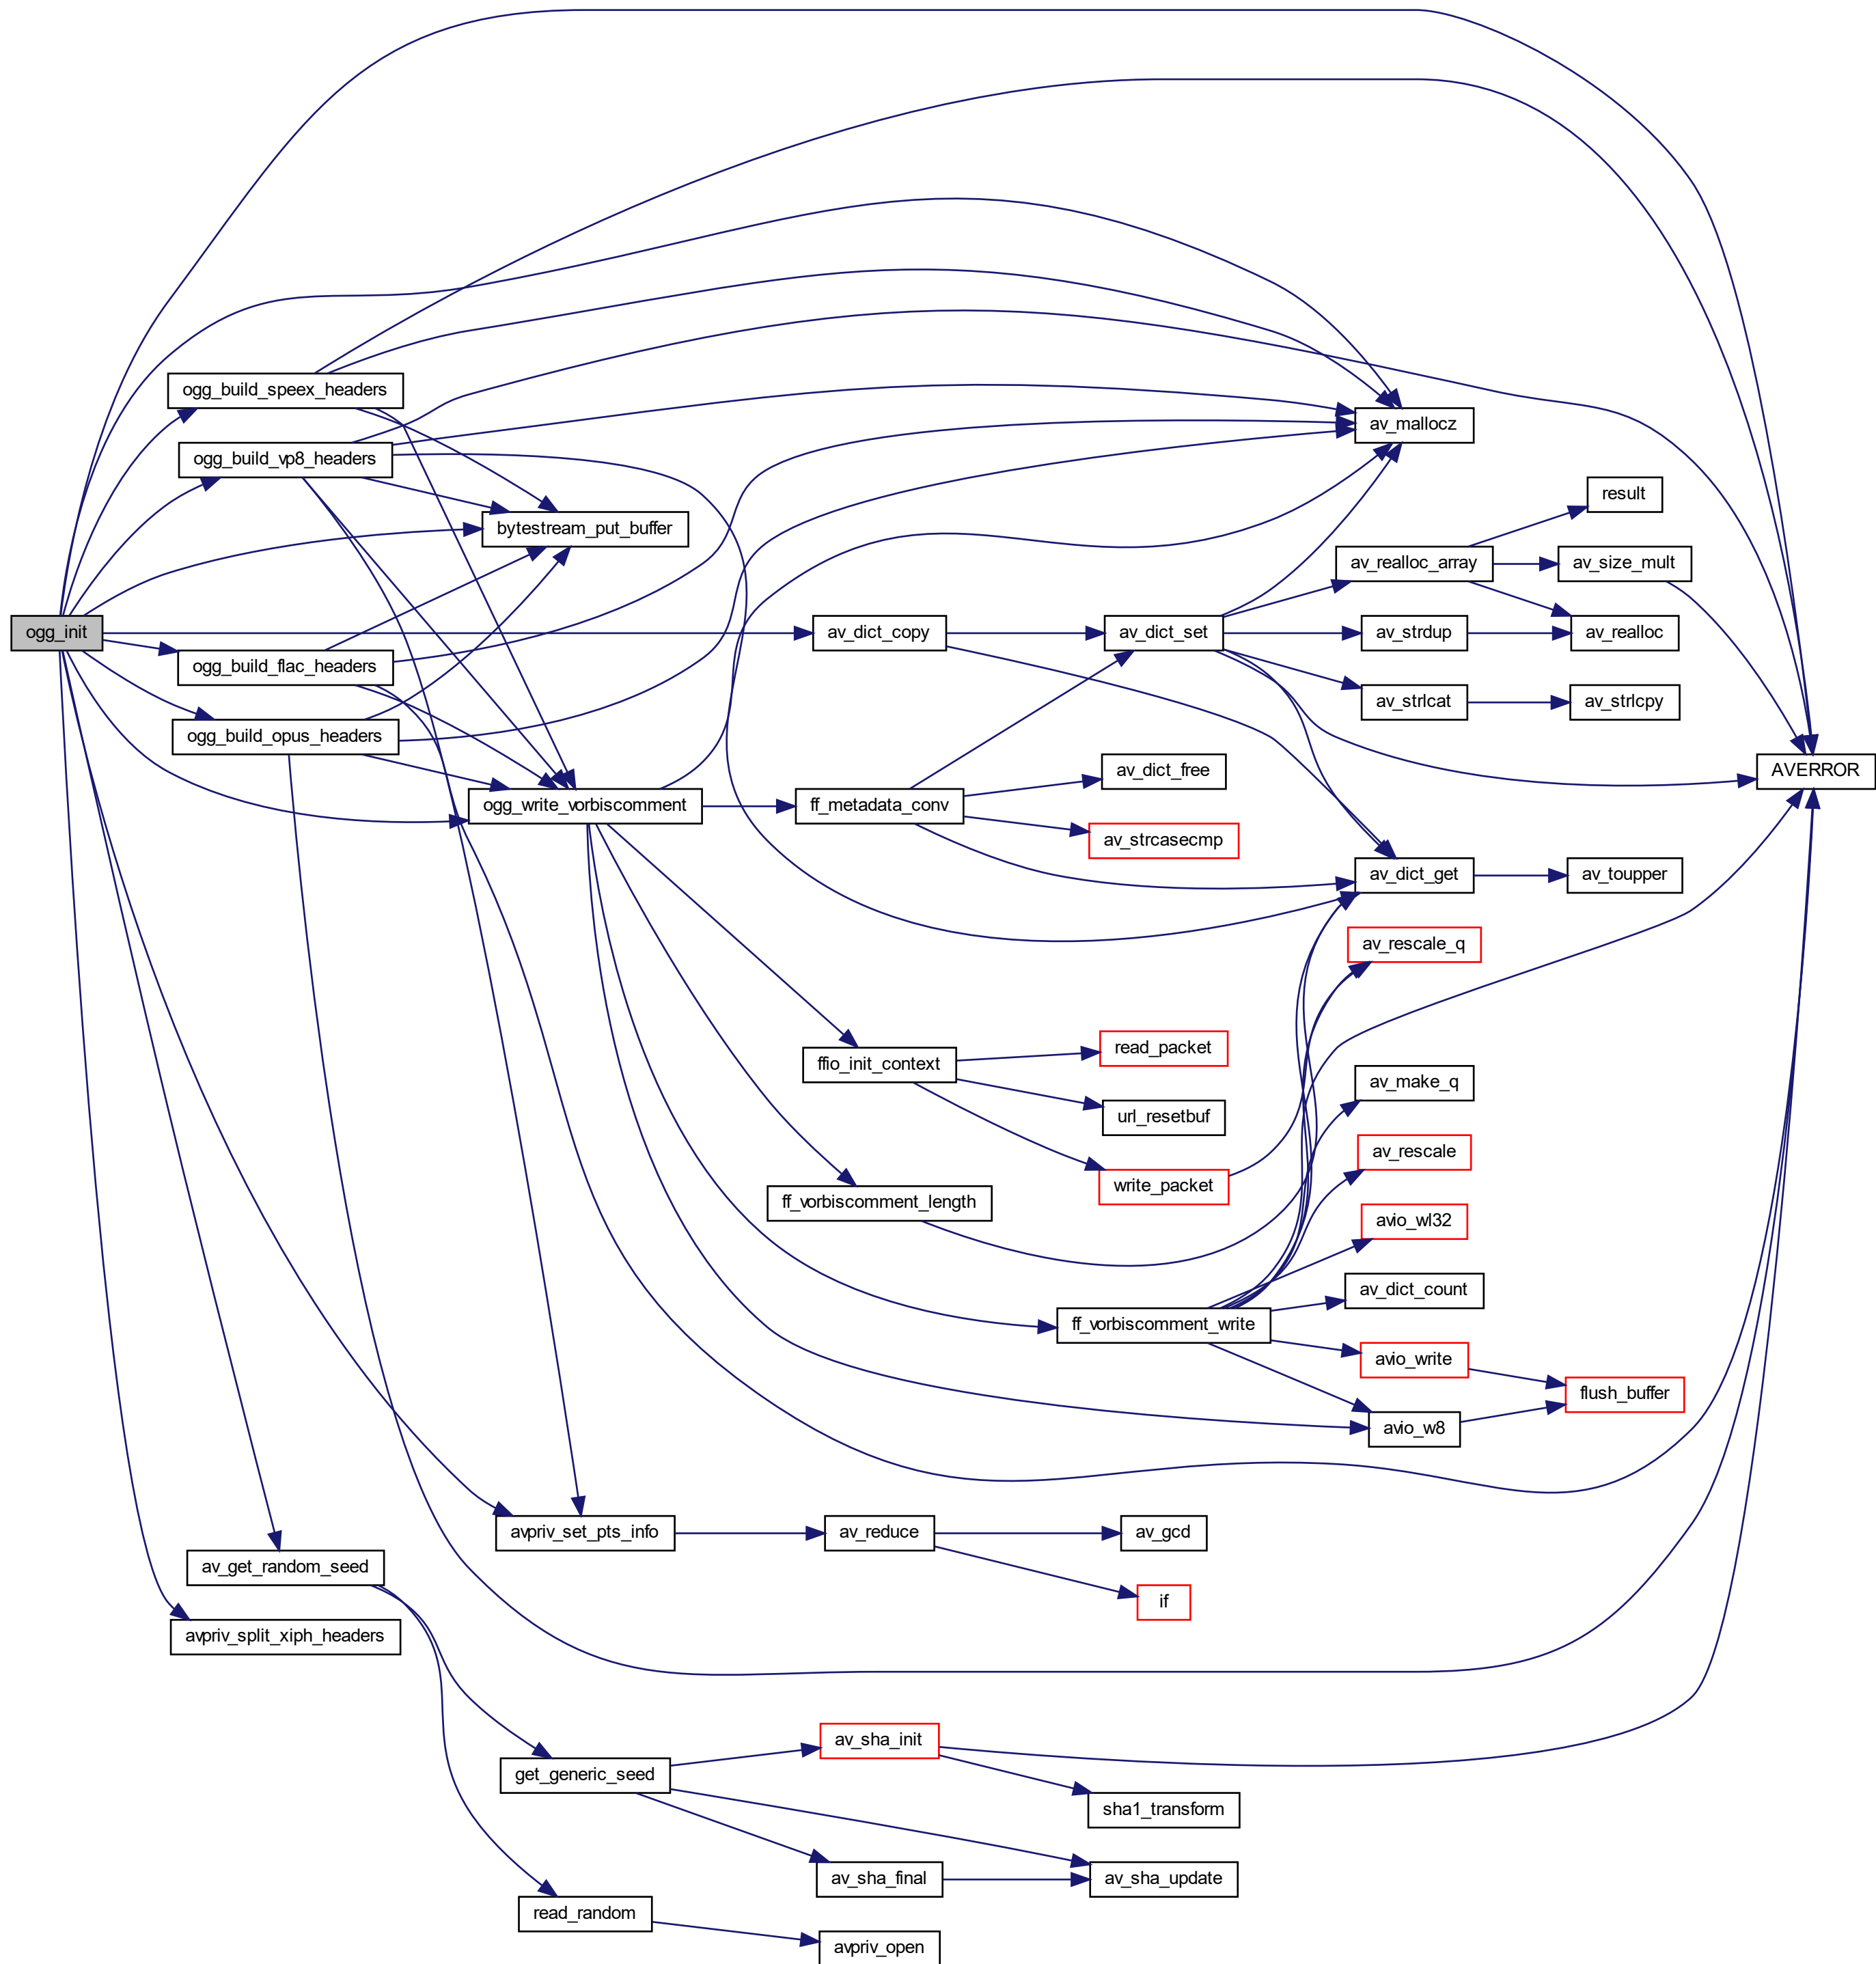 ogg_build_speex_headers
av_mallocz
ogg_build_vp8_headers
result
bytestream_put_buffer
av_realloc_array
av_size_mult
ogg_init
av_dict_copy
av_dict_set
av_strdup
av_realloc
ogg_build_flac_headers
av_strlcat
av_strlcpy
ogg_build_opus_headers
av_dict_free
AVERROR
ogg_write_vorbiscomment
ff_metadata_conv
av_strcasecmp
av_dict_get
av_toupper
av_rescale_q
read_packet
ffio_init_context
av_make_q
url_resetbuf
av_rescale
write_packet
ff_vorbiscomment_length
avio_wl32
av_dict_count
ff_vorbiscomment_write
avio_write
flush_buffer
avio_w8
avpriv_set_pts_info
av_reduce
av_gcd
av_get_random_seed
if
avpriv_split_xiph_headers
av_sha_init
get_generic_seed
sha1_transform
av_sha_final
av_sha_update
read_random
avpriv_open